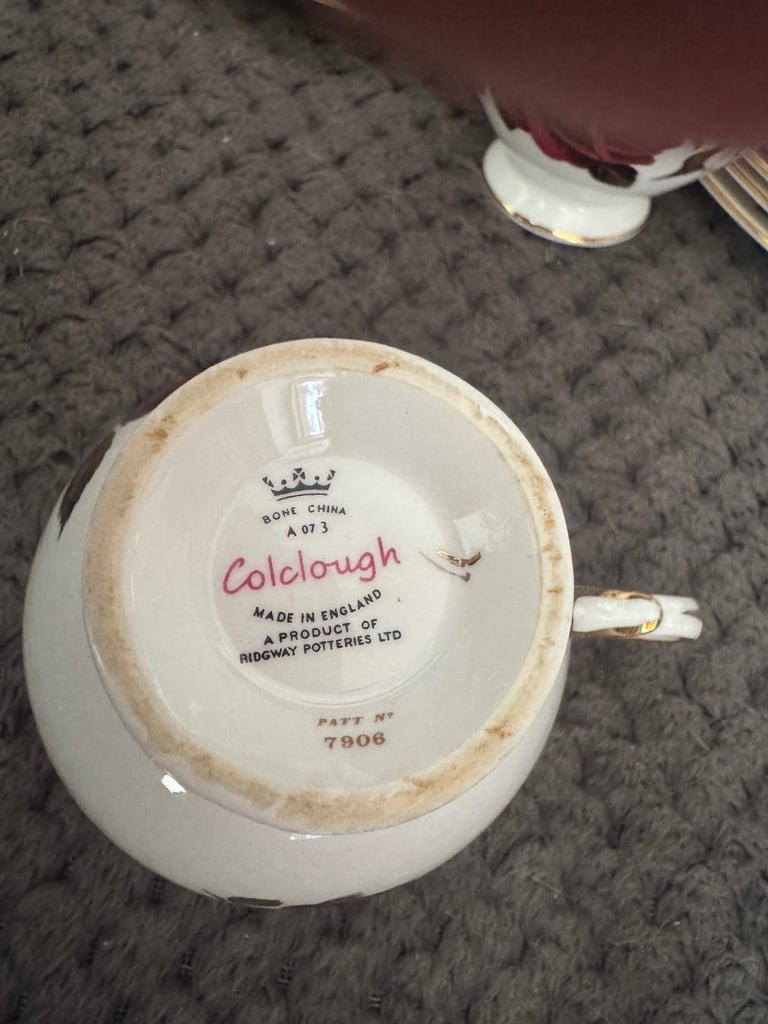 BONE CHINA
A 07 3
Colclough
MADE IN ENGLAND
A PRODUCT OF
RIDGWAY POTTERIES LTD
PATT Nº
7906